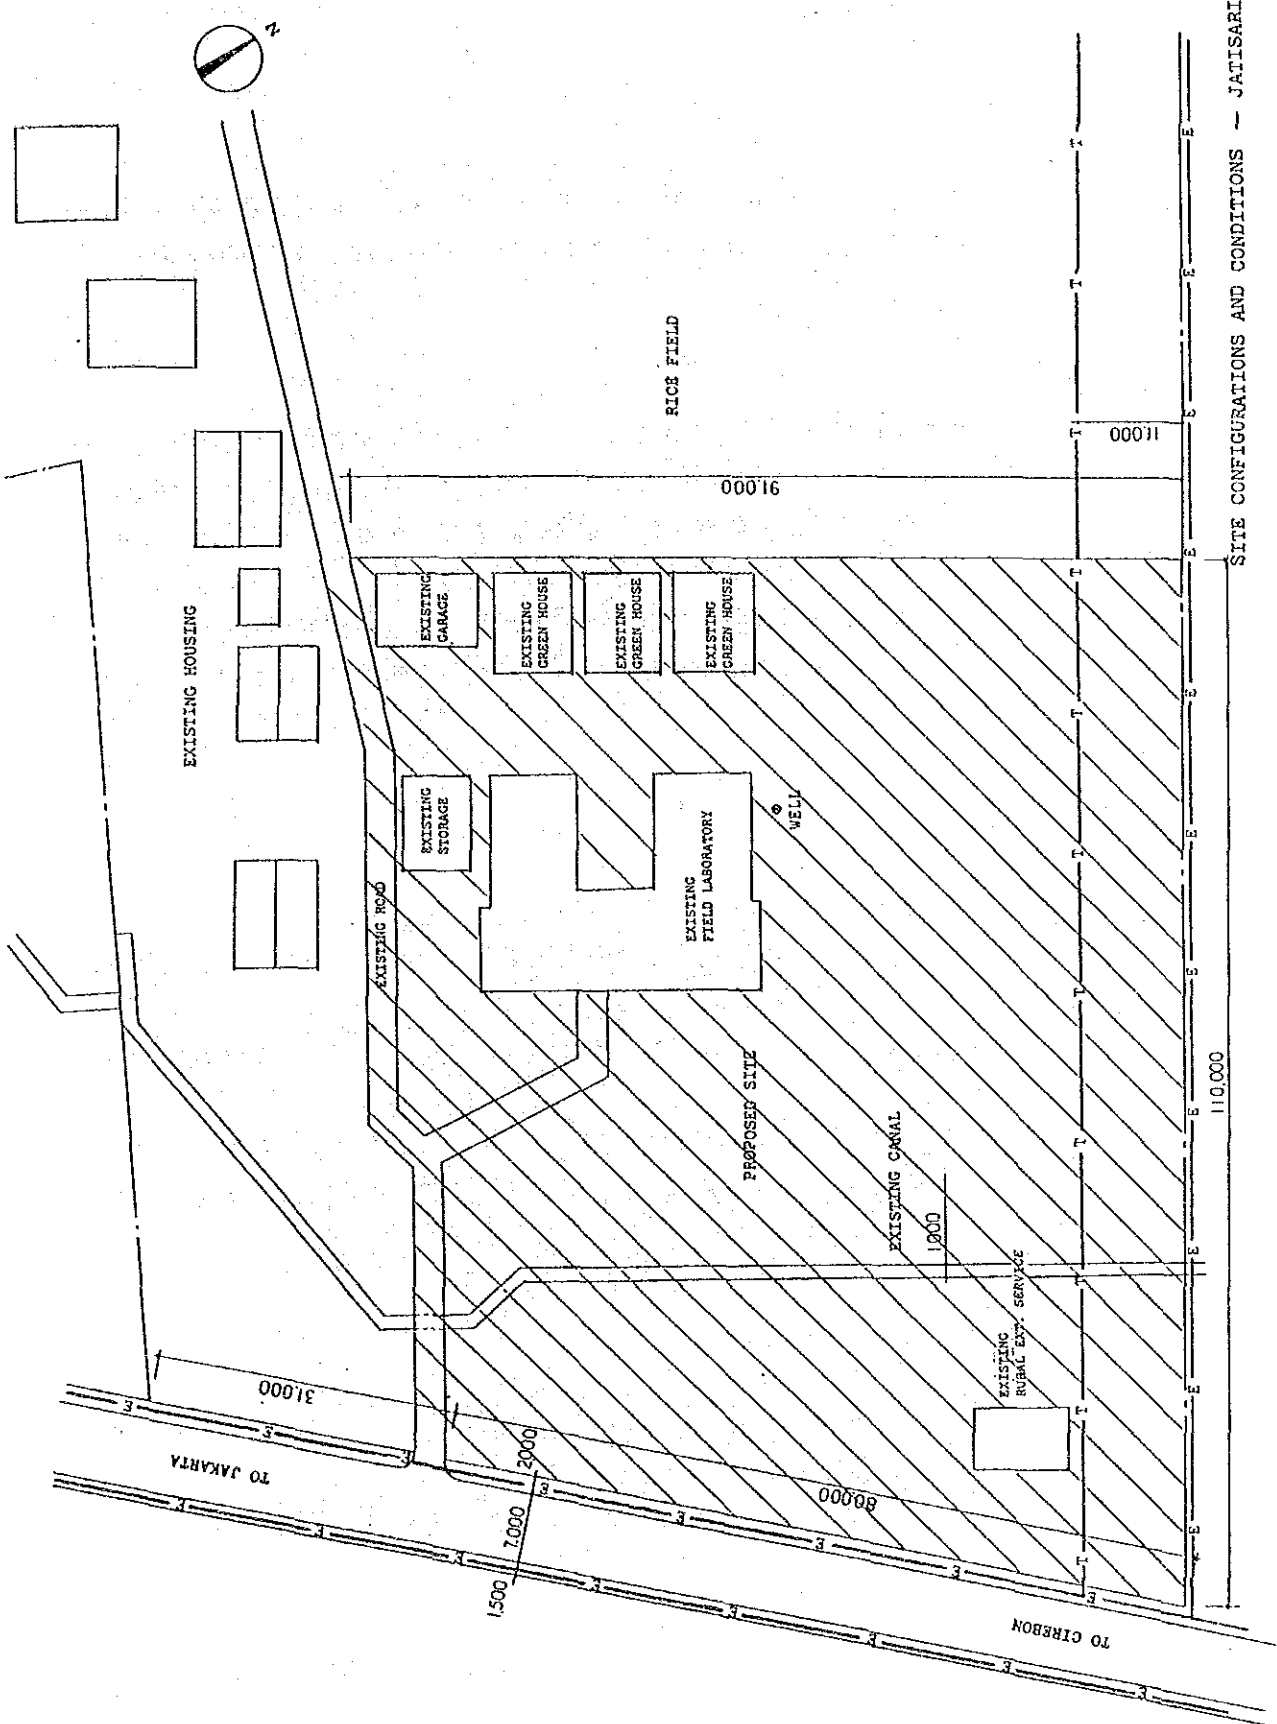 N
EXISTING HOUSING
RICE FIELD
EXISTING
GARAGE
EXISTING
GREEN HOUSE
EXISTING
GREEN HOUSE
EXISTING
GREEN HOUSE
91.000
11.000
EXISTING ROAD
EXISTING
STORAGE
EXISTING
FIELD LABORATORY
WELL
PROPOSED SITE
EXISTING CANAL
1.000
EXISTING
RURAL EXT. SERVICE
31.000
TO JAKARTA
1.500
7.000
2.000
80.000
TO CIREBON
110.000
T T T T T T T T T T T
E E E E E E E E E E E
E E E E E E E E
E E E E E E E E
SITE CONFIGURATIONS AND CONDITIONS — JATISARI